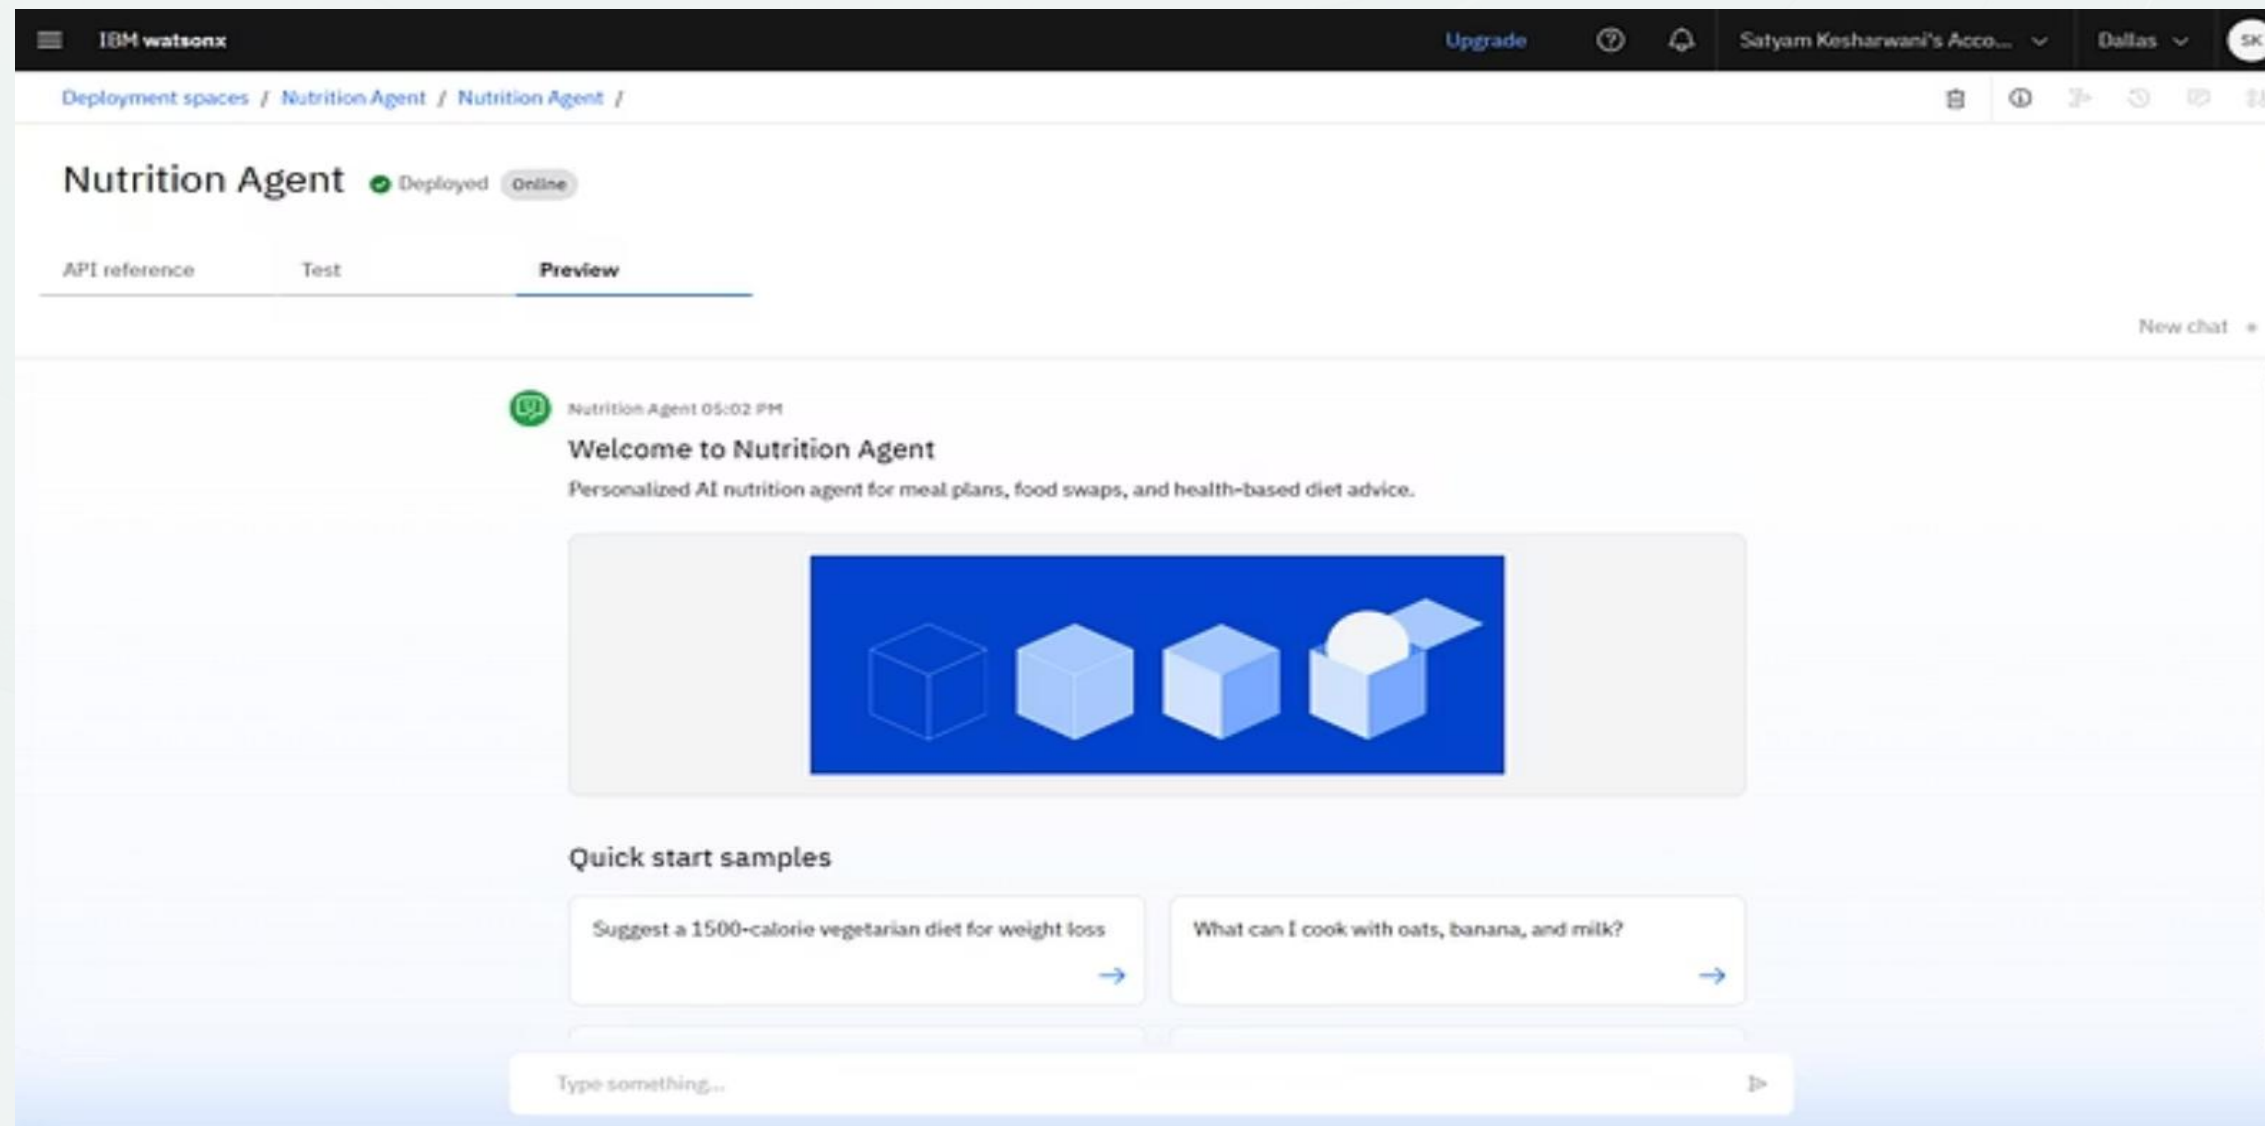 IBM watsonx Upgrade Satyam Kesharwani's Acco... Dallas SK
Deployment spaces / Nutrition Agent / Nutrition Agent /
Nutrition Agent Deployed Online
API reference Test Preview
New chat +
Nutrition Agent 05:02 PM
Welcome to Nutrition Agent
Personalized AI nutrition agent for meal plans, food swaps, and health-based diet advice.
Quick start samples
Suggest a 1500-calorie vegetarian diet for weight loss
What can I cook with oats, banana, and milk?
Type something...